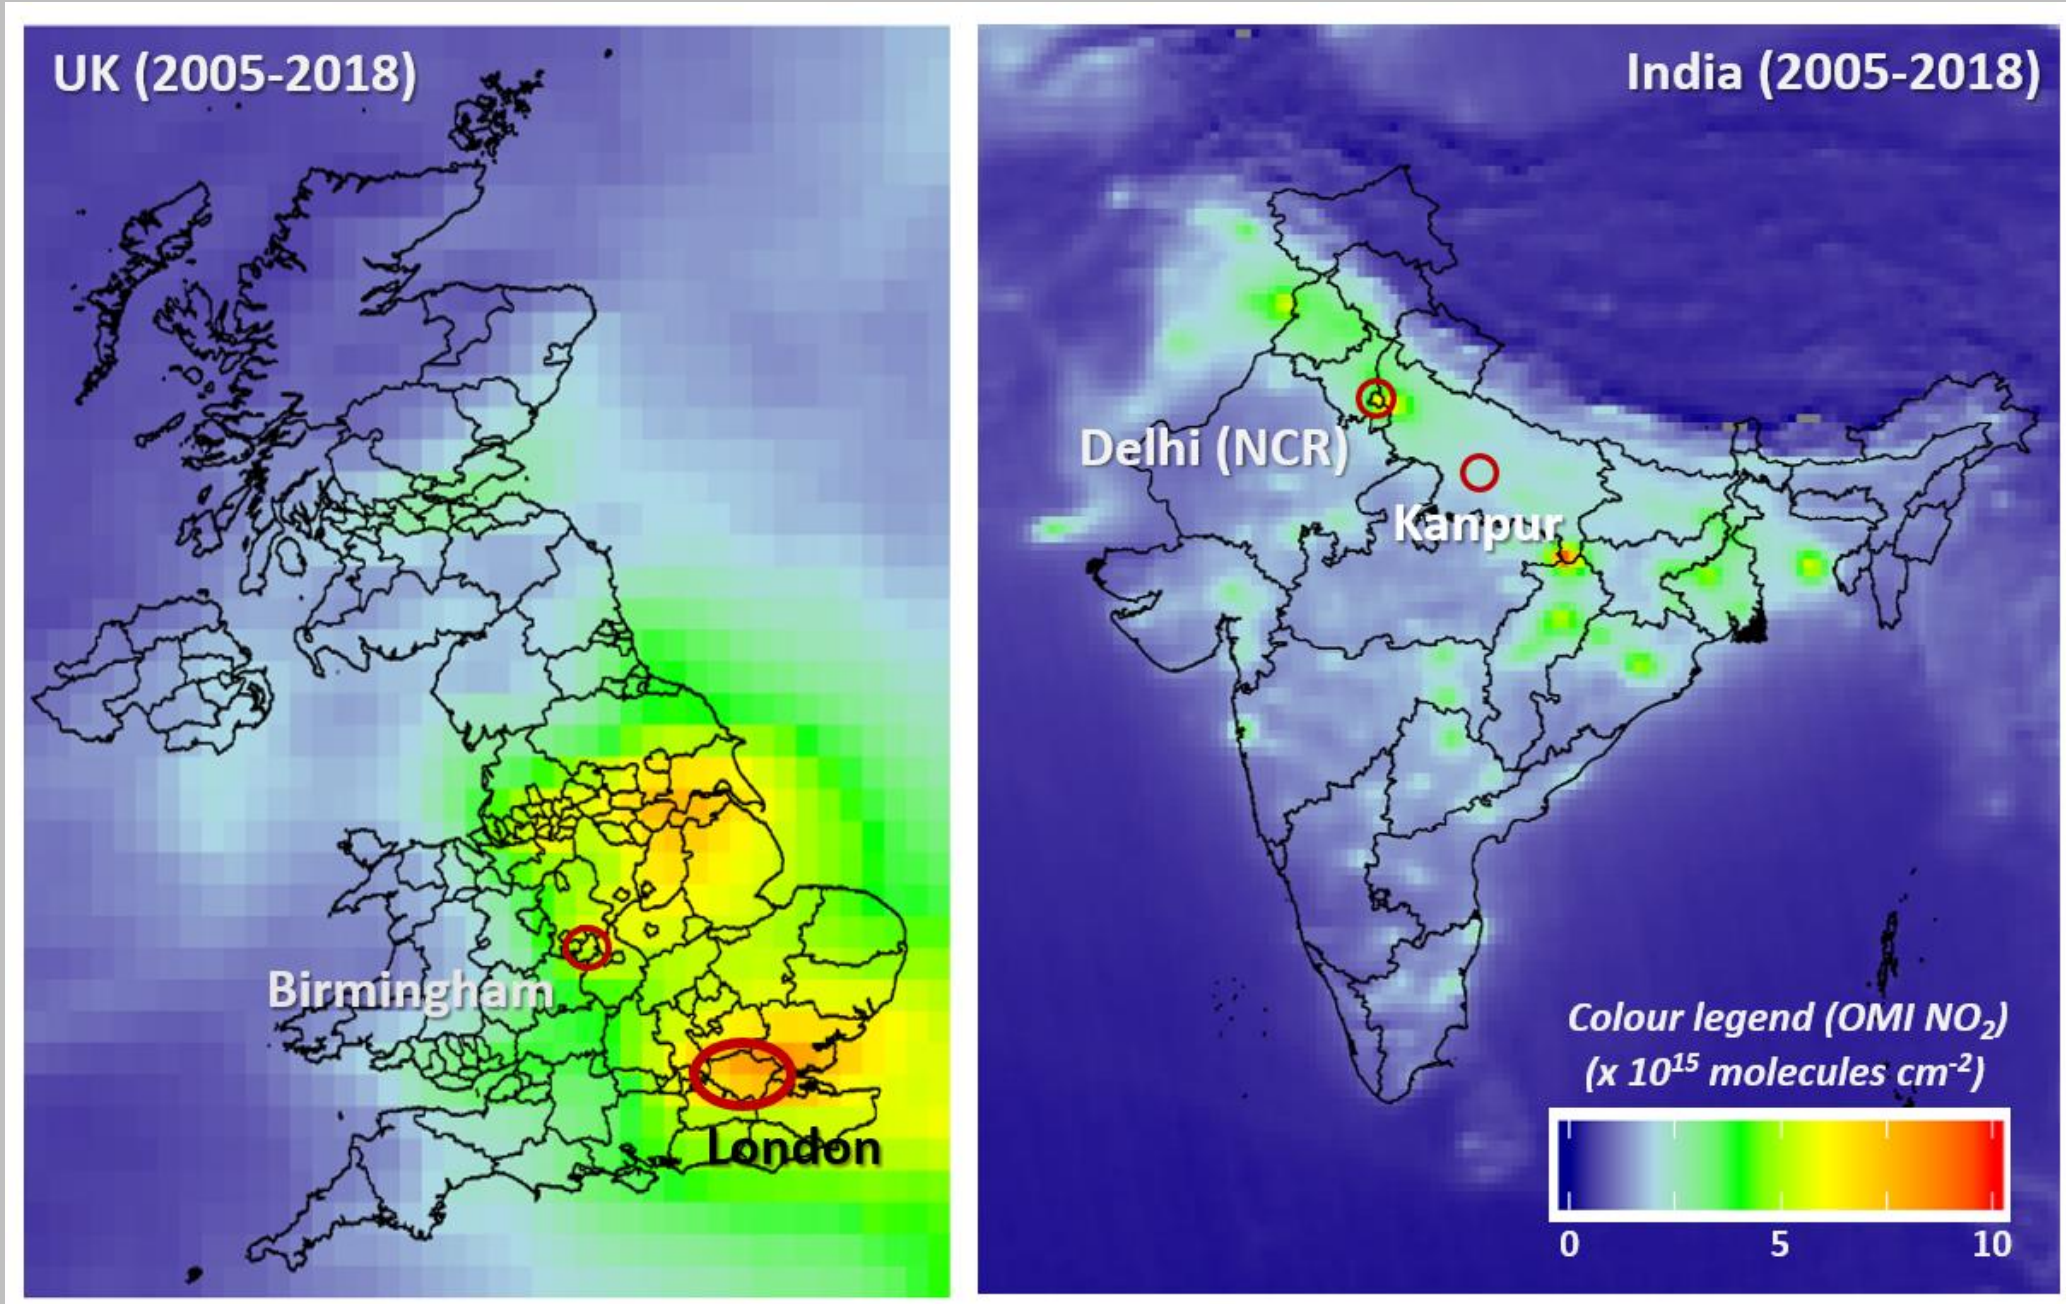 UK (2005-2018)
Birmingham
London
India (2005-2018)
Delhi (NCR)
Kanpur
Colour legend (OMI NO₂)
(x 10¹⁵ molecules cm⁻²)
0 5 10